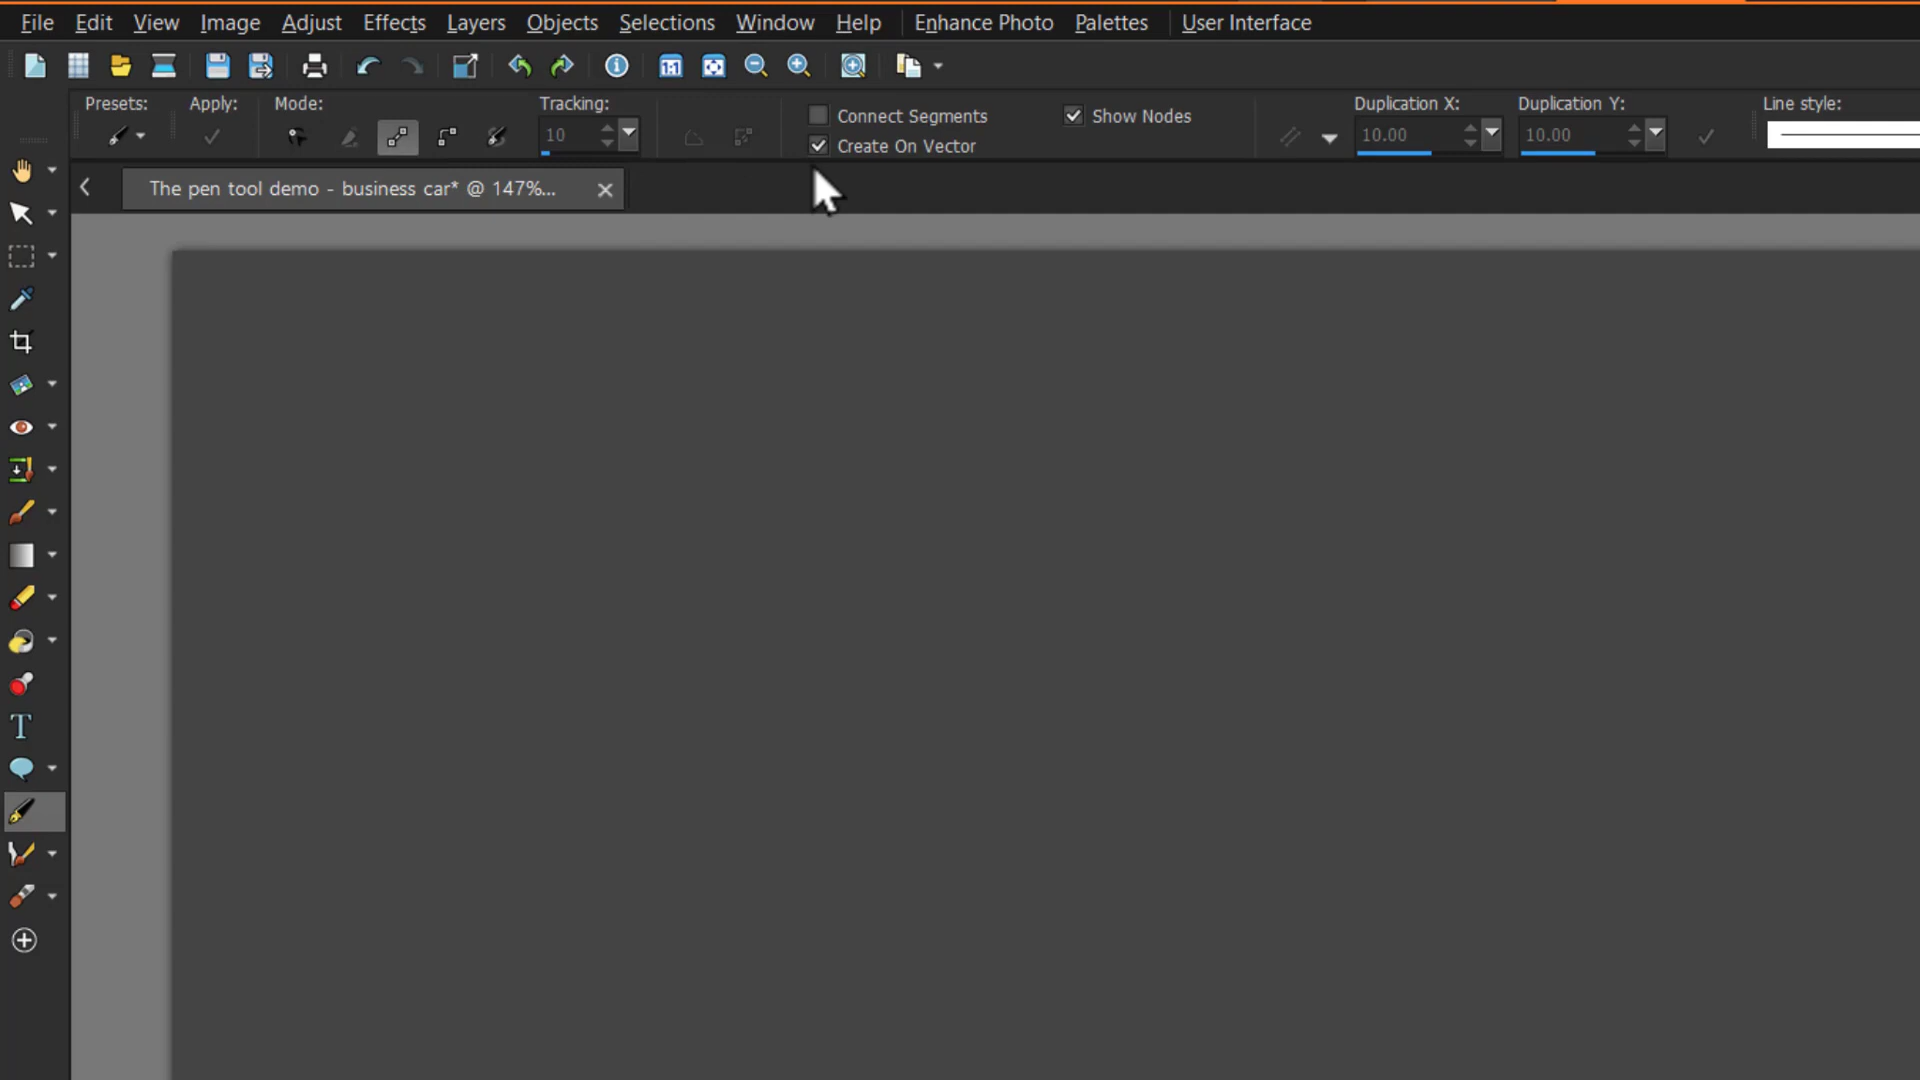 File Edit View Image Adjust Effects Layers Objects Selections Window Help Enhance Photo Palettes User Interface
1:1
Presets: Apply: Mode: Tracking: Duplication X: Duplication Y: Line style:
Connect Segments Show Nodes
10 10.00 10.00
Create On Vector
The pen tool demo - business car* @ 147%...
T